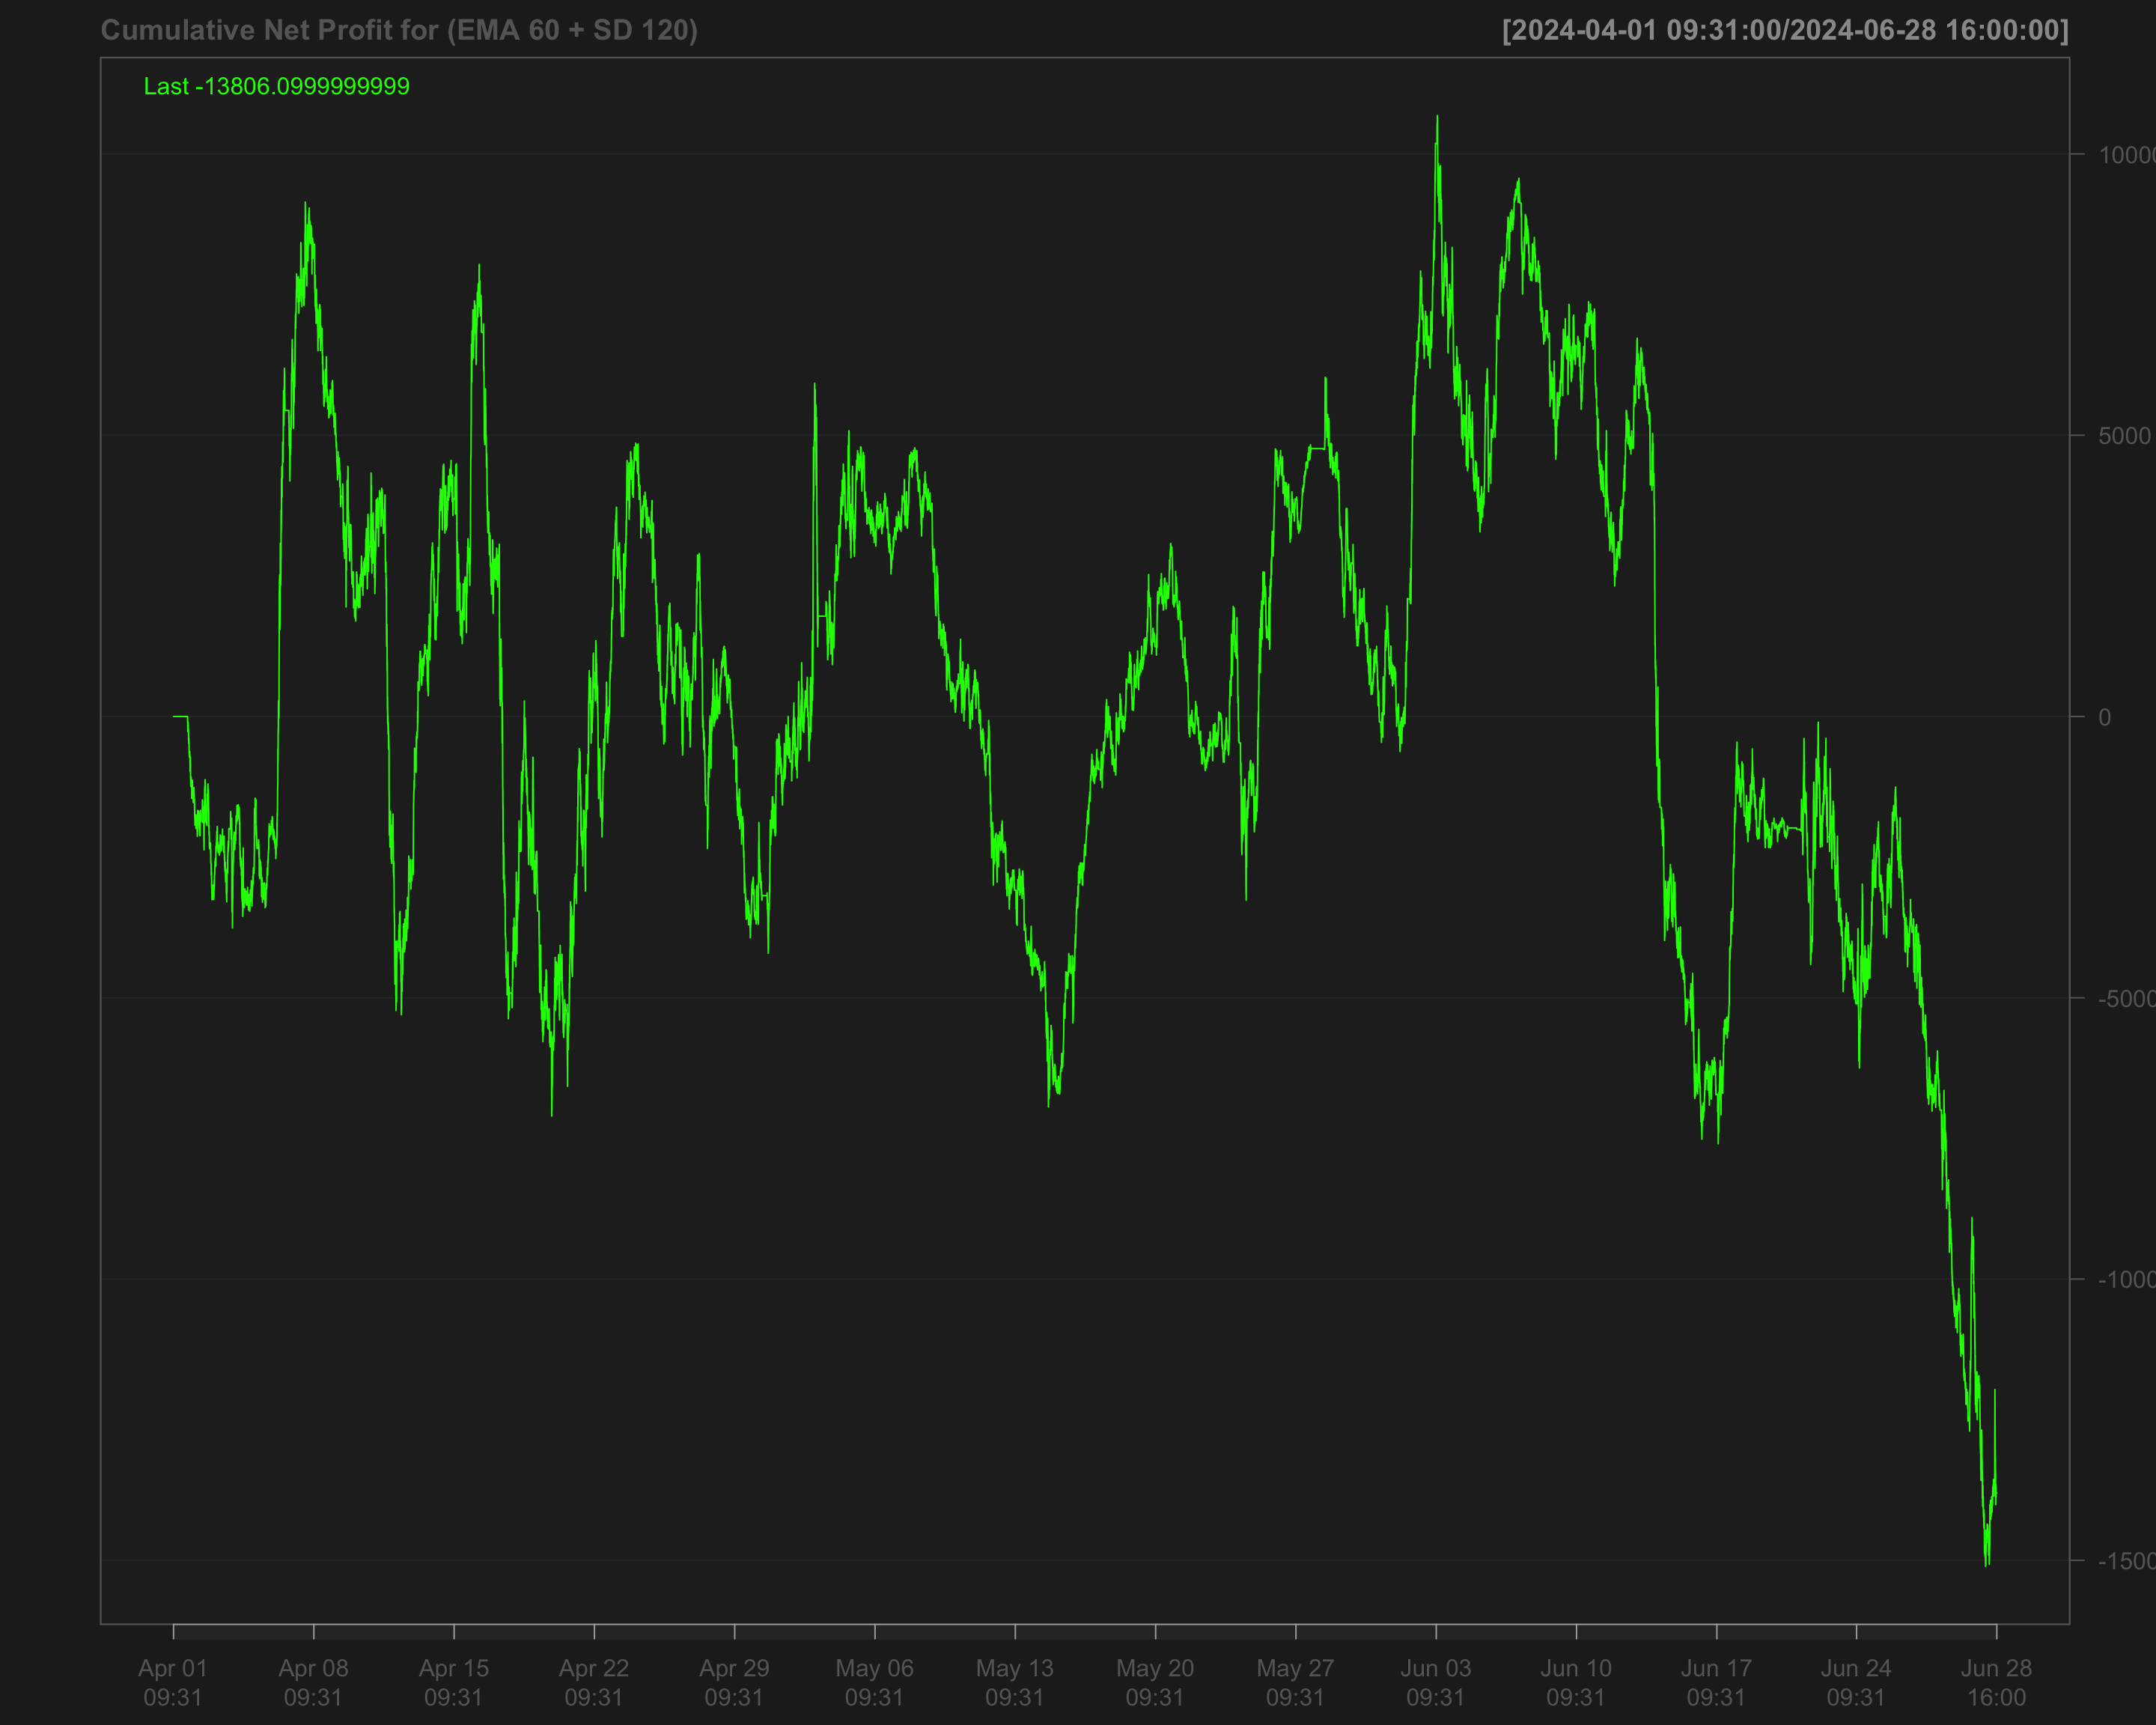 Cumulative Net Profit for (EMA 60 + SD 120) [2024-04-01 09:31:00/2024-06-28 16:00:00]
Last -13806.0999999999
10000
5000
0
-5000
-1000
-1500
Apr 01 Apr 08 Apr 15 Apr 22 Apr 29 May 06 May 13 May 20 May 27 Jun 03 Jun 10 Jun 17 Jun 24 Jun 28
09:31 09:31 09:31 09:31 09:31 09:31 09:31 09:31 09:31 09:31 09:31 09:31 09:31 16:00